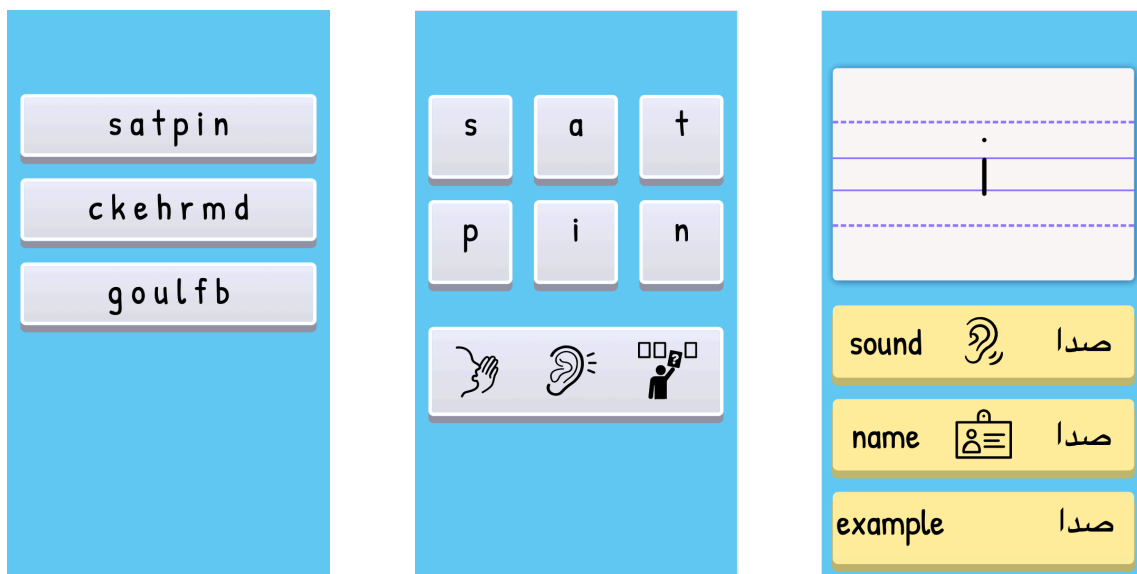 satpin
ckehrmd
goulfb
s a t
p i n
?
i
sound صدا
name صدا
example صدا